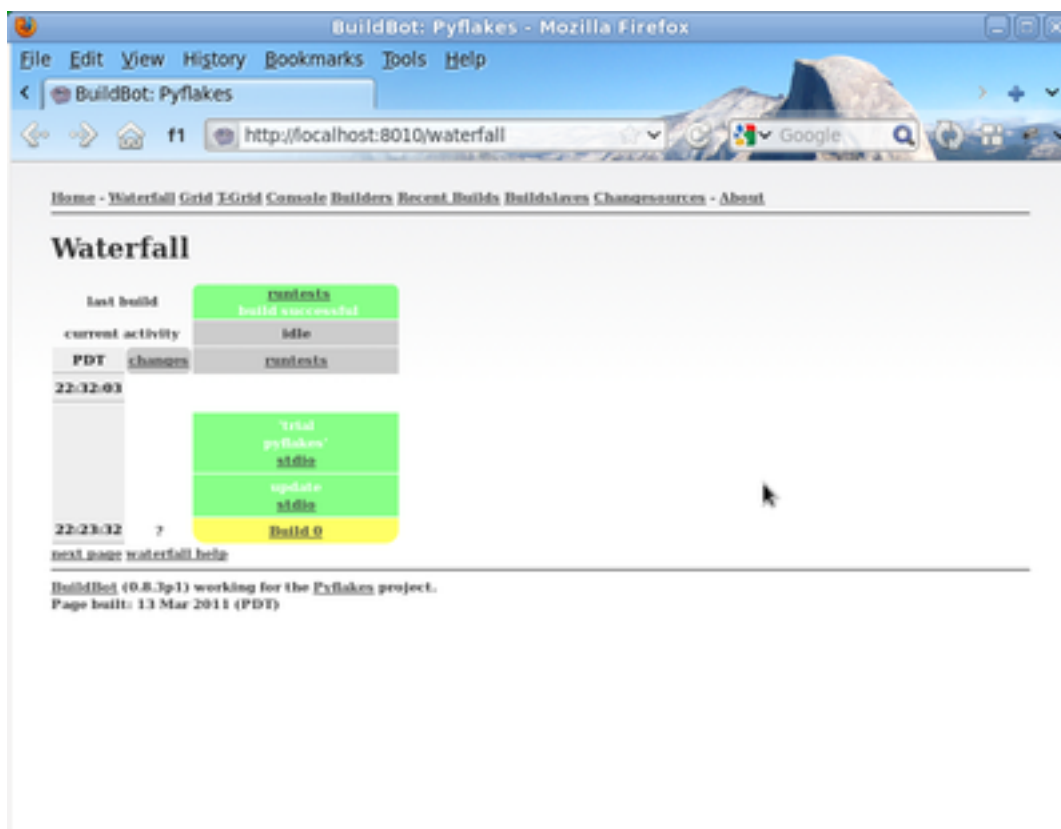 BuildBot: Pyflakes - Mozilla Firefox
File Edit View History Bookmarks Tools Help
BuildBot: Pyflakes
f1 http://localhost:8010/waterfall Google
Home - Waterfall Grid T-Grid Console Builders Recent Builds Buildslaves Changesources - About
Waterfall
last build runtests
build successful
current activity idle
PDT changes runtests
22:32:03
'trial
pyflakes'
stdio
update
stdio
22:23:32 ? Build 0
next page waterfall help
BuildBot (0.8.3p1) working for the Pyflakes project.
Page built: 13 Mar 2011 (PDT)